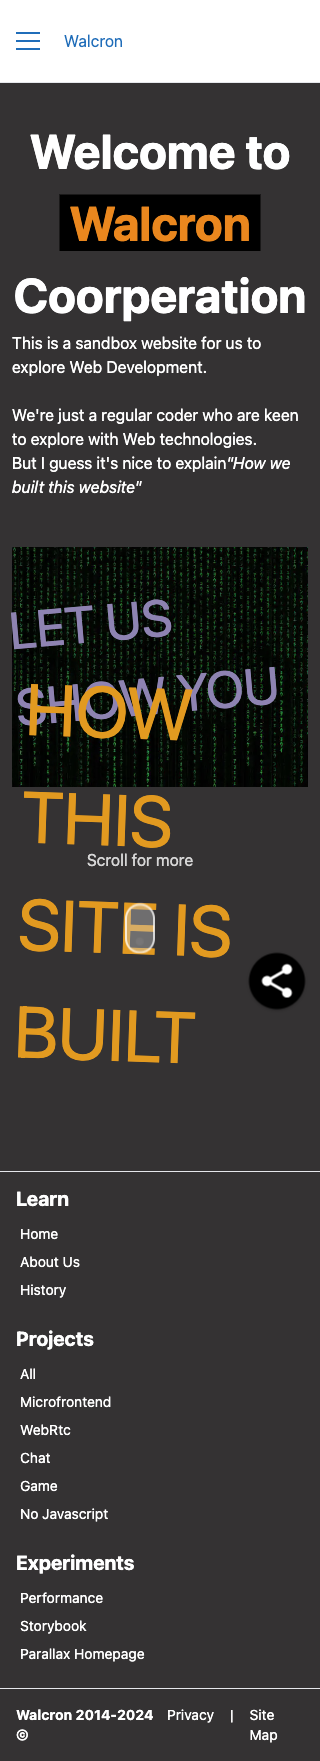 Walcron
Welcome to
Walcron
Coorperation
This is a sandbox website for us to
explore Web Development.
We're just a regular coder who are keen
to explore with Web technologies.
But I guess it's nice to explain"How we
built this website"
LET US
SHOW YOU
HOW
THIS
Scroll for more
SITE IS
BUILT
Learn
Home
About Us
History
Projects
All
Microfrontend
WebRtc
Chat
Game
No Javascript
Experiments
Performance
Storybook
Parallax Homepage
Walcron 2014-2024 Privacy | Site
© Map